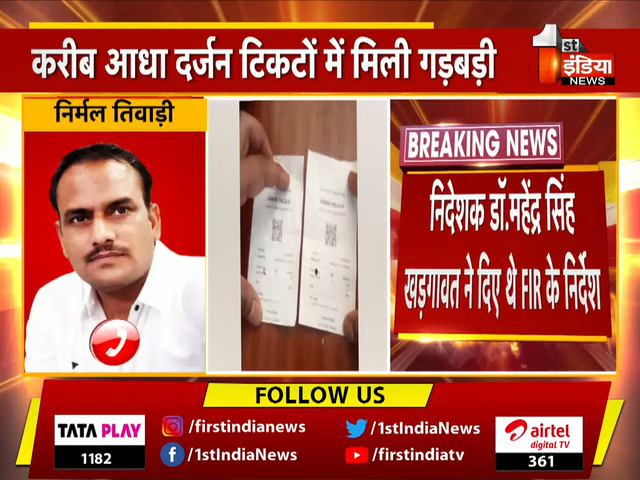 करीब आधा दर्जन टिकटों में मिली गड़बड़ी
1st
इंडिया
NEWS
निर्मल तिवाड़ी
BREAKING NEWS
निदेशक डॉ.महेंद्र सिंह
खड़गावत ने दिए थे FIR के निर्देश
FOLLOW US
TATA PLAY
1182
/firstindianews
/1stIndiaNews
/1stIndiaNews
/firstindiatv
airtel
digital TV
361